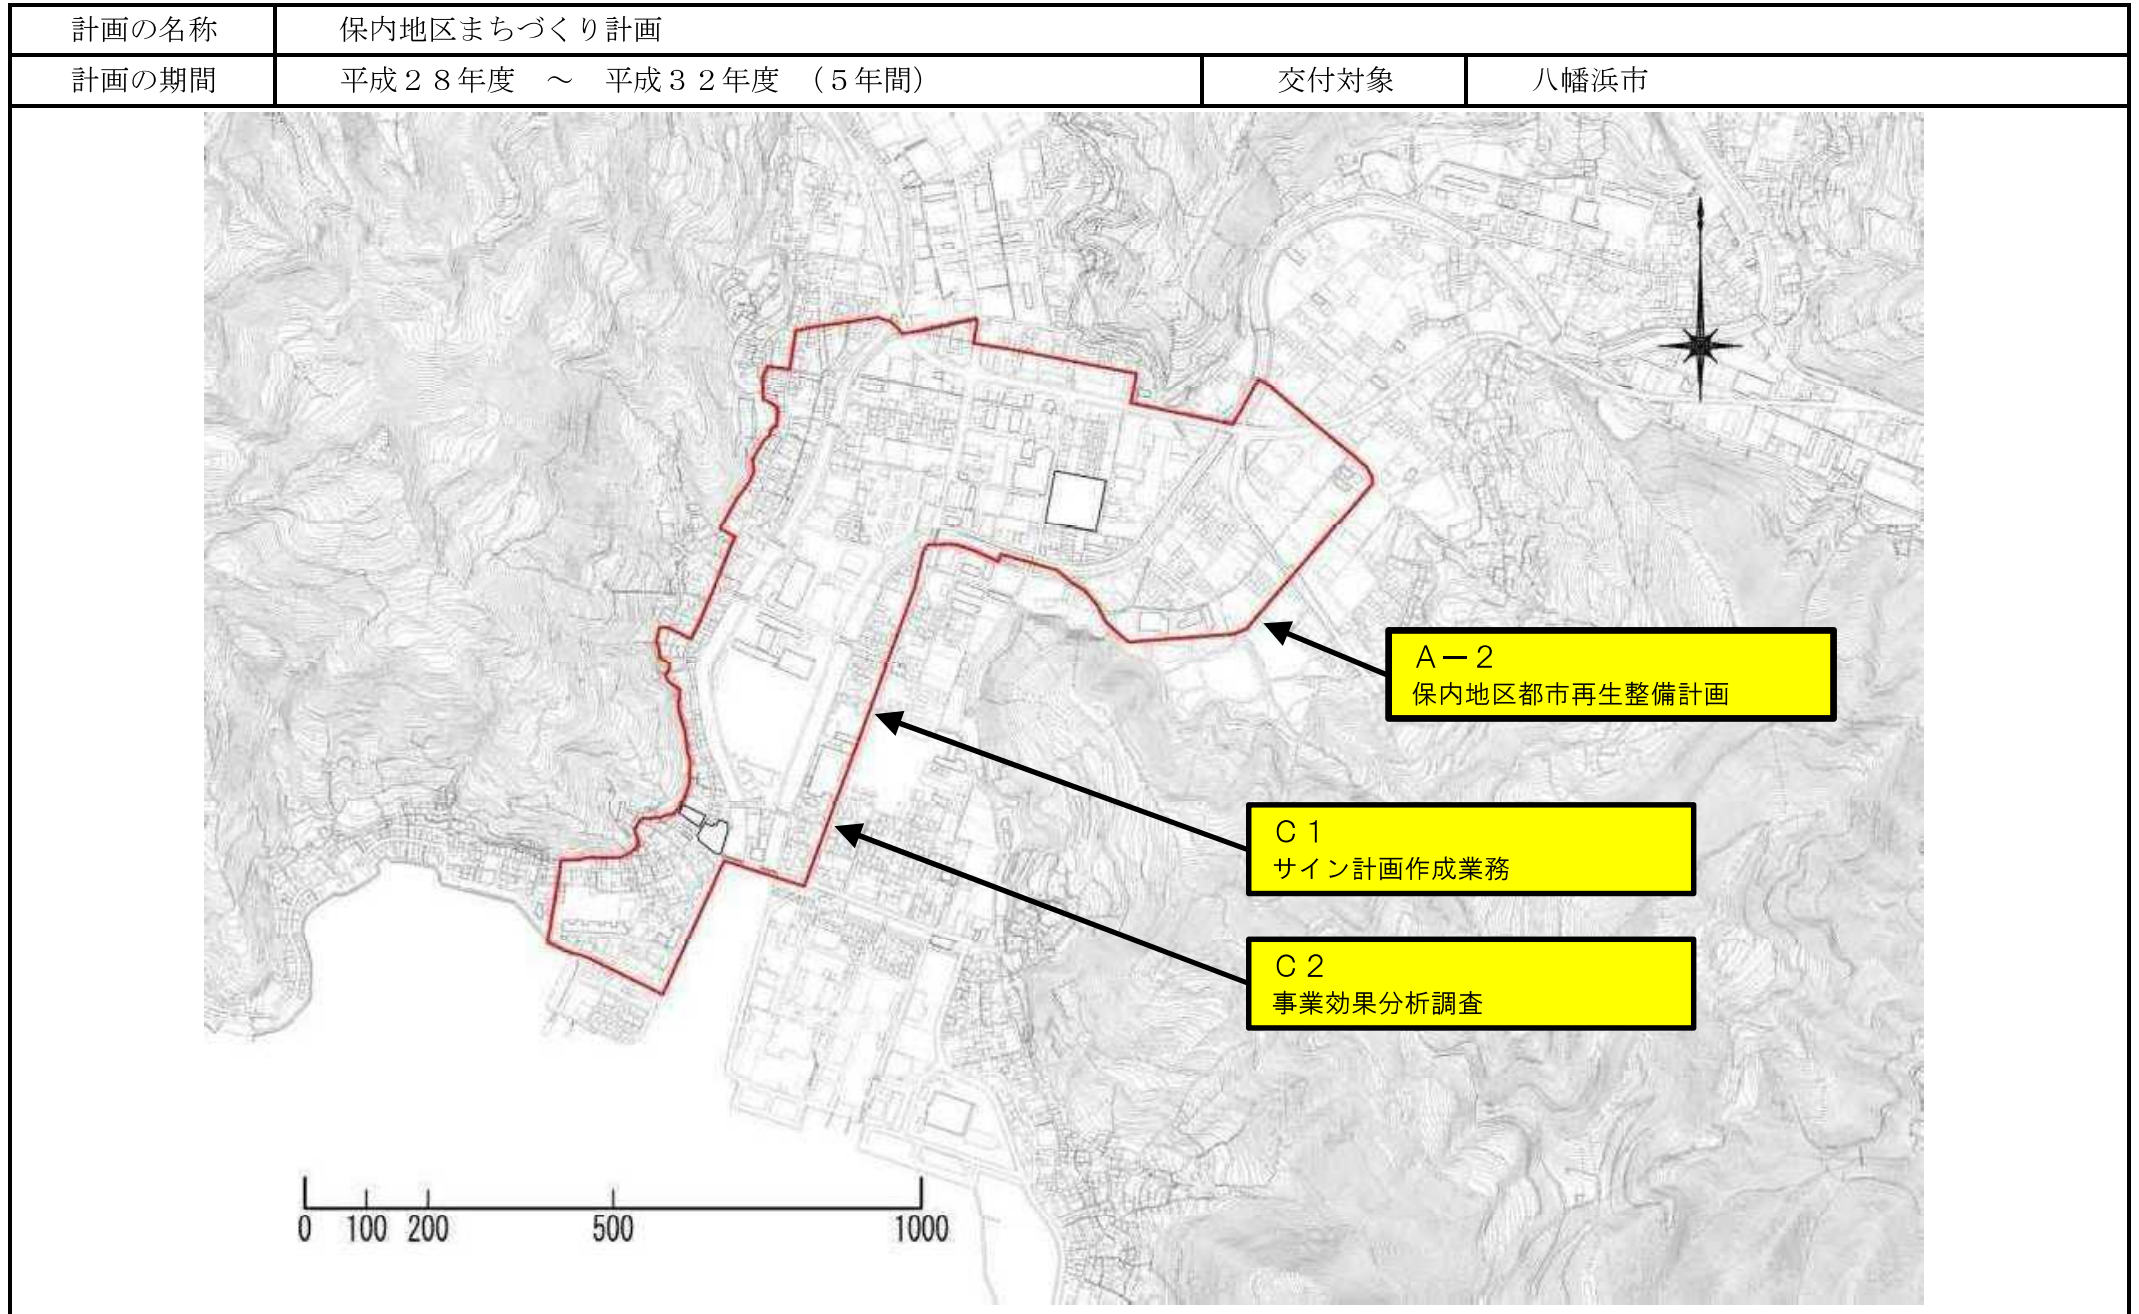 計画の名称 保内地区まちづくり計画
計画の期間 平成２８年度 ～ 平成３２年度 （５年間） 交付対象 八幡浜市
Ａ－２
保内地区都市再生整備計画
Ｃ１
サイン計画作成業務
Ｃ２
事業効果分析調査
0 100 200 500 1000